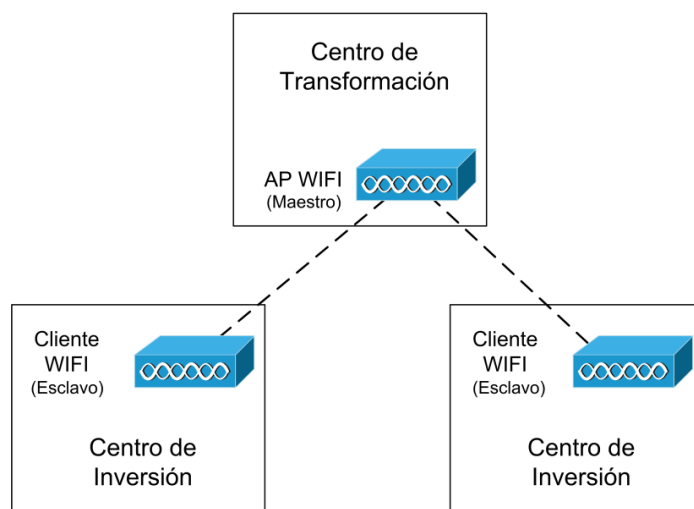 Centro de
Transformación
AP WIFI
(Maestro)
Cliente
WIFI
(Esclavo)
Centro de
Inversión
Cliente
WIFI
(Esclavo)
Centro de
Inversión